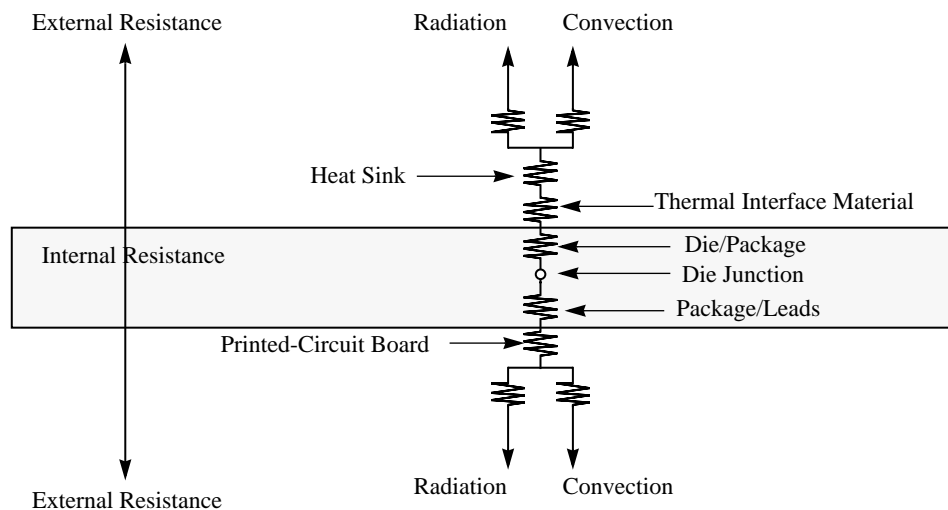 External Resistance
Radiation
Convection
Heat Sink
Thermal Interface Material
Internal Resistance
Die/Package
Die Junction
Package/Leads
Printed-Circuit Board
External Resistance
Radiation
Convection